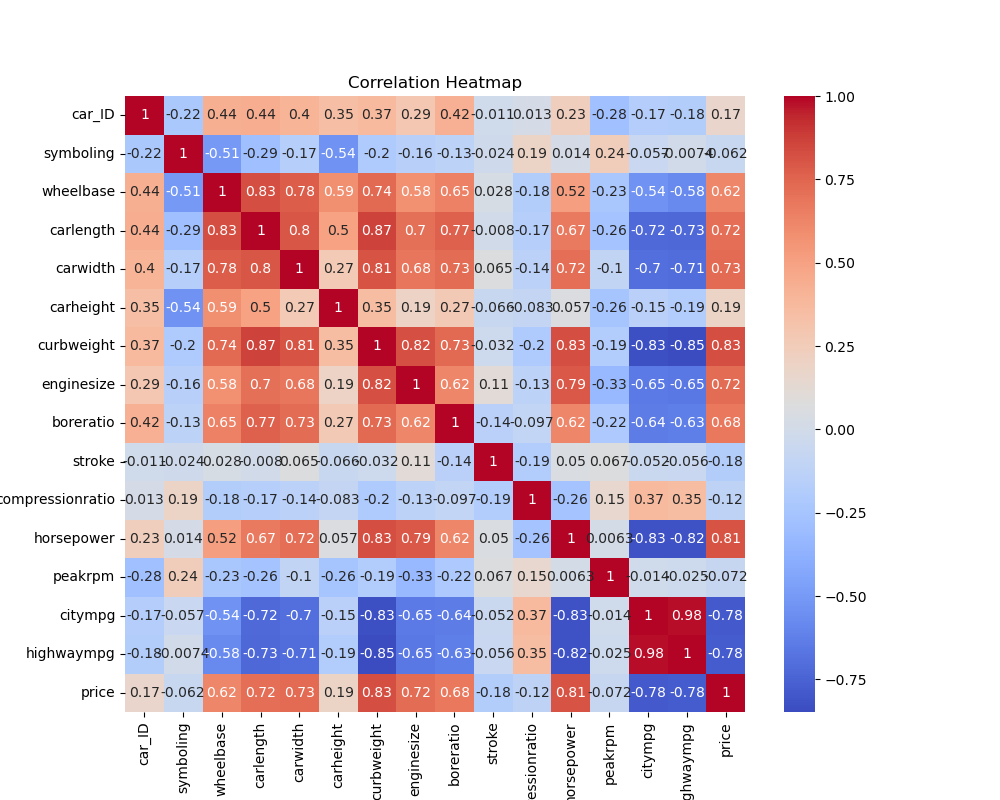 Correlation Heatmap
car_ID 1 -0.22 0.44 0.44 0.4 0.35 0.37 0.29 0.42 -0.011 0.013 0.23 -0.28 -0.17 -0.18 0.17
symboling -0.22 1 -0.51 -0.29 -0.17 -0.54 -0.2 -0.16 -0.13 -0.024 0.19 0.014 0.24 -0.057 0.0074 -0.062
wheelbase 0.44 -0.51 1 0.83 0.78 0.59 0.74 0.58 0.65 0.028 -0.18 0.52 -0.23 -0.54 -0.58 0.62
carlength 0.44 -0.29 0.83 1 0.8 0.5 0.87 0.7 0.77 -0.008 -0.17 0.67 -0.26 -0.72 -0.73 0.72
carwidth 0.4 -0.17 0.78 0.8 1 0.27 0.81 0.68 0.73 0.065 -0.14 0.72 -0.1 -0.7 -0.71 0.73
carheight 0.35 -0.54 0.59 0.5 0.27 1 0.35 0.19 0.27 -0.066 -0.083 0.057 -0.26 -0.15 -0.19 0.19
curbweight 0.37 -0.2 0.74 0.87 0.81 0.35 1 0.82 0.73 -0.032 -0.2 0.83 -0.19 -0.83 -0.85 0.83
enginesize 0.29 -0.16 0.58 0.7 0.68 0.19 0.82 1 0.62 0.11 -0.13 0.79 -0.33 -0.65 -0.65 0.72
boreratio 0.42 -0.13 0.65 0.77 0.73 0.27 0.73 0.62 1 -0.14 -0.097 0.62 -0.22 -0.64 -0.63 0.68
stroke -0.011 -0.024 0.028 -0.008 0.065 -0.066 -0.032 0.11 -0.14 1 -0.19 0.05 0.067 -0.052 -0.056 -0.18
compressionratio 0.013 0.19 -0.18 -0.17 -0.14 -0.083 -0.2 -0.13 -0.097 -0.19 1 -0.26 0.15 0.37 0.35 -0.12
horsepower 0.23 0.014 0.52 0.67 0.72 0.057 0.83 0.79 0.62 0.05 -0.26 1 0.0063 -0.83 -0.82 0.81
peakrpm -0.28 0.24 -0.23 -0.26 -0.1 -0.26 -0.19 -0.33 -0.22 0.067 0.15 0.0063 1 -0.014 -0.025 -0.072
citympg -0.17 -0.057 -0.54 -0.72 -0.7 -0.15 -0.83 -0.65 -0.64 -0.052 0.37 -0.83 -0.014 1 0.98 -0.78
highwaympg -0.18 0.0074 -0.58 -0.73 -0.71 -0.19 -0.85 -0.65 -0.63 -0.056 0.35 -0.82 -0.025 0.98 1 -0.78
price 0.17 -0.062 0.62 0.72 0.73 0.19 0.83 0.72 0.68 -0.18 -0.12 0.81 -0.072 -0.78 -0.78 1
car_ID
symboling
wheelbase
carlength
carwidth
carheight
curbweight
enginesize
boreratio
stroke
essionratio
horsepower
peakrpm
citympg
ghwaympg
price
1.00
0.75
0.50
0.25
0.00
−0.25
−0.50
−0.75